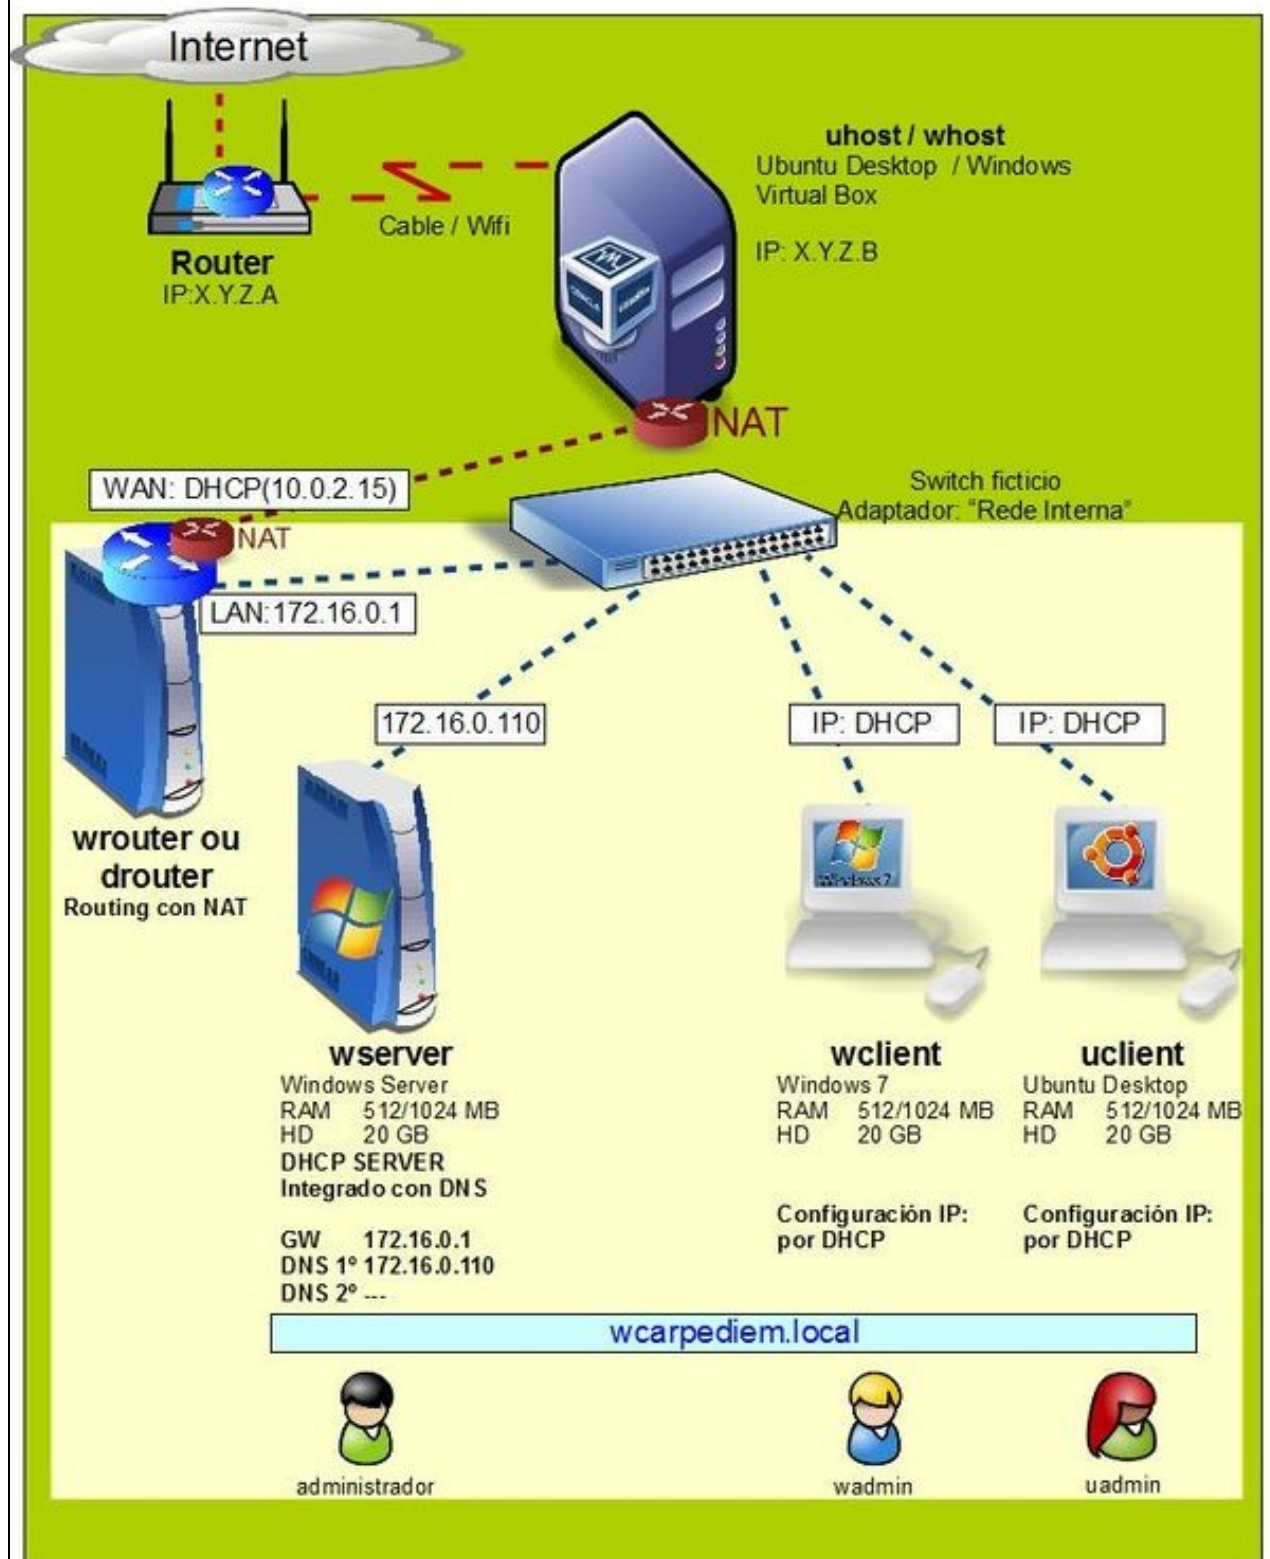 Internet
uhost / whost
Ubuntu Desktop / Windows
Virtual Box
IP: X.Y.Z.B
Cable / Wifi
Router
IP:X.Y.Z.A
NAT
WAN: DHCP(10.0.2.15)
Switch ficticio
Adaptador: “Rede Interna”
NAT
LAN:172.16.0.1
172.16.0.110
IP: DHCP
IP: DHCP
wrouter ou
drouter
Routing con NAT
Windows 7
wserver
Windows Server
RAM 512/1024 MB
HD 20 GB
DHCP SERVER
Integrado con DNS
GW 172.16.0.1
DNS 1º 172.16.0.110
DNS 2º ---
wclient
Windows 7
RAM 512/1024 MB
HD 20 GB
Configuración IP:
por DHCP
uclient
Ubuntu Desktop
RAM 512/1024 MB
HD 20 GB
Configuración IP:
por DHCP
wcarpediem.local
administrador
wadmin
uadmin